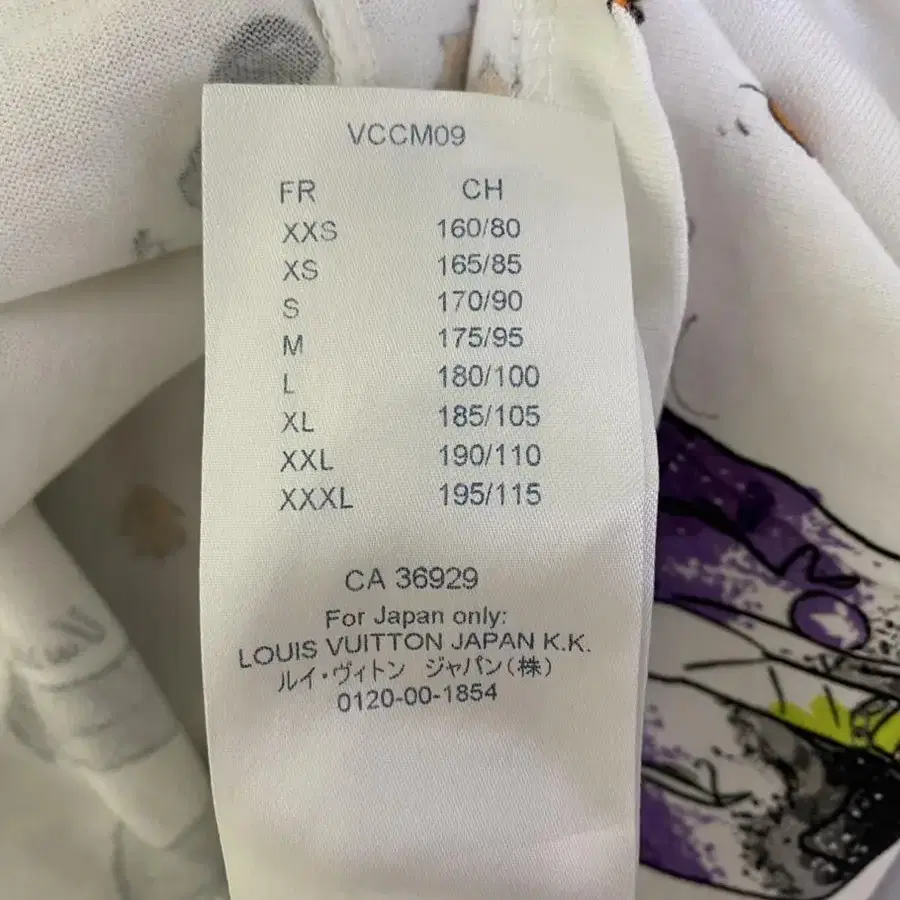 VCCM09
FR CH
XXS 160/80
XS 165/85
S 170/90
M 175/95
L 180/100
XL 185/105
XXL 190/110
XXXL 195/115
CA 36929
For Japan only:
LOUIS VUITTON JAPAN K.K.
ルイ・ヴィトン ジャパン(株)
0120-00-1854